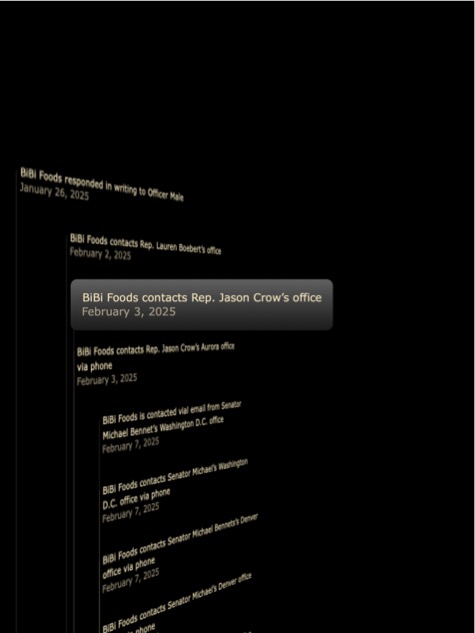 BiBi Foods responded in writing to Officer Male
January 26, 2025
BiBi Foods contacts Rep. Lauren Boebert's office
February 2, 2025
BiBi Foods contacts Rep. Jason Crow's office
February 3, 2025
BiBi Foods contacts Rep. Jason Crow's Aurora office
via phone
February 3, 2025
BiBi Foods is contacted vial email from Senator
Michael Bennet's Washington D.C. office
February 7, 2025
BiBi Foods contacts Senator Michael's Washington
D.C. office via phone
February 7, 2025
BiBi Foods contacts Senator Michael Bennets's Denver
office via phone
February 7, 2025
BiBi Foods contacts Senator Michael's Denver office
phone